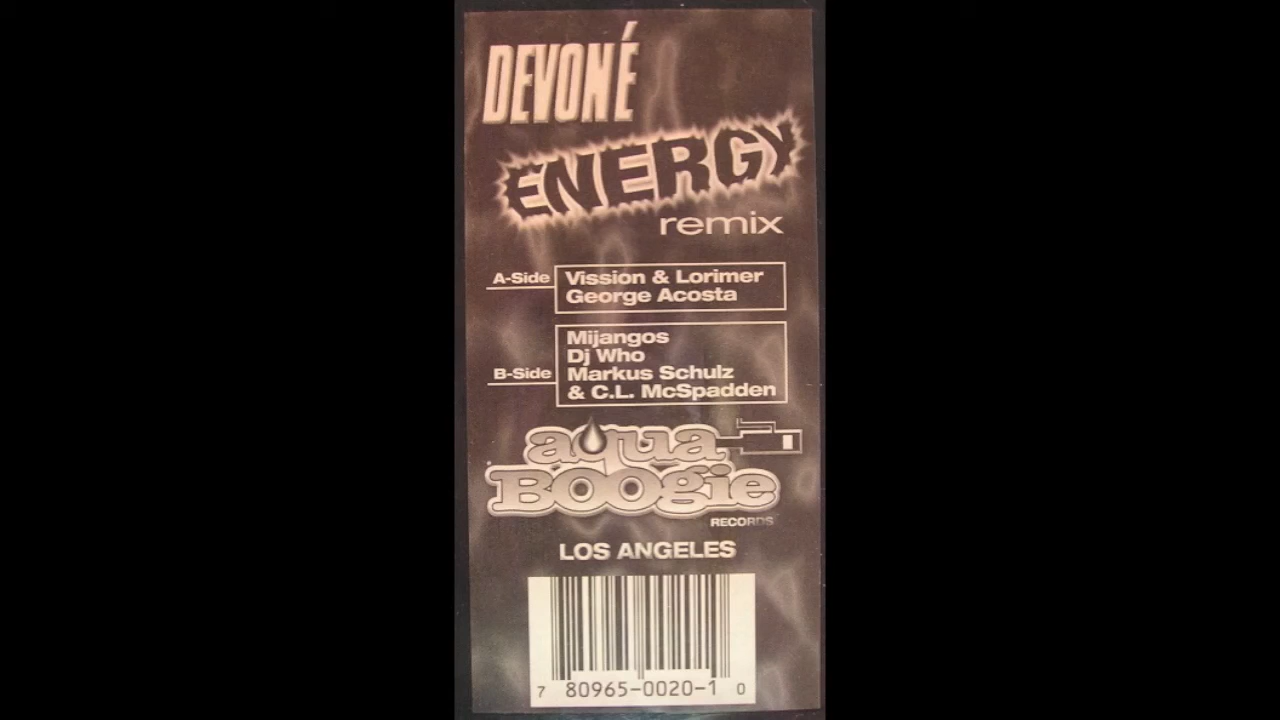 DEVONÉ
ENERGY
remix
A-Side
Vission & Lorimer
George Acosta
B-Side
Mijangos
Dj Who
Markus Schulz
& C.L. McSpadden
aqua
BOOgie
RECORDS
LOS ANGELES
7 80965-0020-1 0